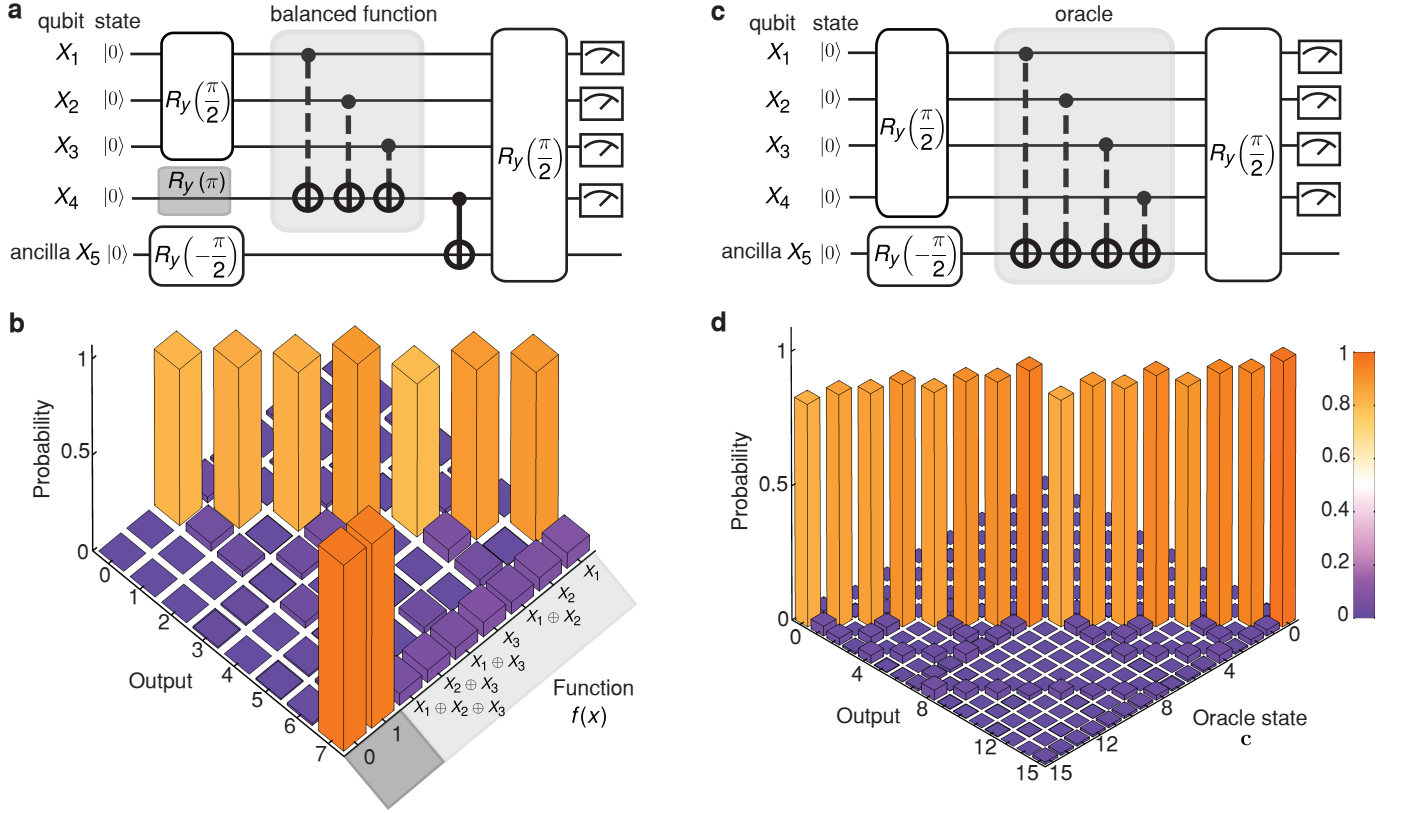 a
balanced function
qubit state
X1 |0⟩
X2 |0⟩
X3 |0⟩
X4 |0⟩
ancilla X5 |0⟩
Ry(π/2)
Ry(π)
Ry(−π/2)
Ry(π/2)
c
oracle
qubit state
X1 |0⟩
X2 |0⟩
X3 |0⟩
X4 |0⟩
ancilla X5 |0⟩
Ry(π/2)
Ry(−π/2)
Ry(π/2)
b
Probability
1
0.5
0
0
1
2
3
4
5
6
7
Output
0
1
X1 ⊕ X2 ⊕ X3
X2 ⊕ X3
X1 ⊕ X3
X3
X1 ⊕ X2
X2
X1
Function
f(x)
d
Probability
1
0.5
0
0
4
8
12
15
Output
15
12
8
4
0
Oracle state
c
1
0.8
0.6
0.4
0.2
0